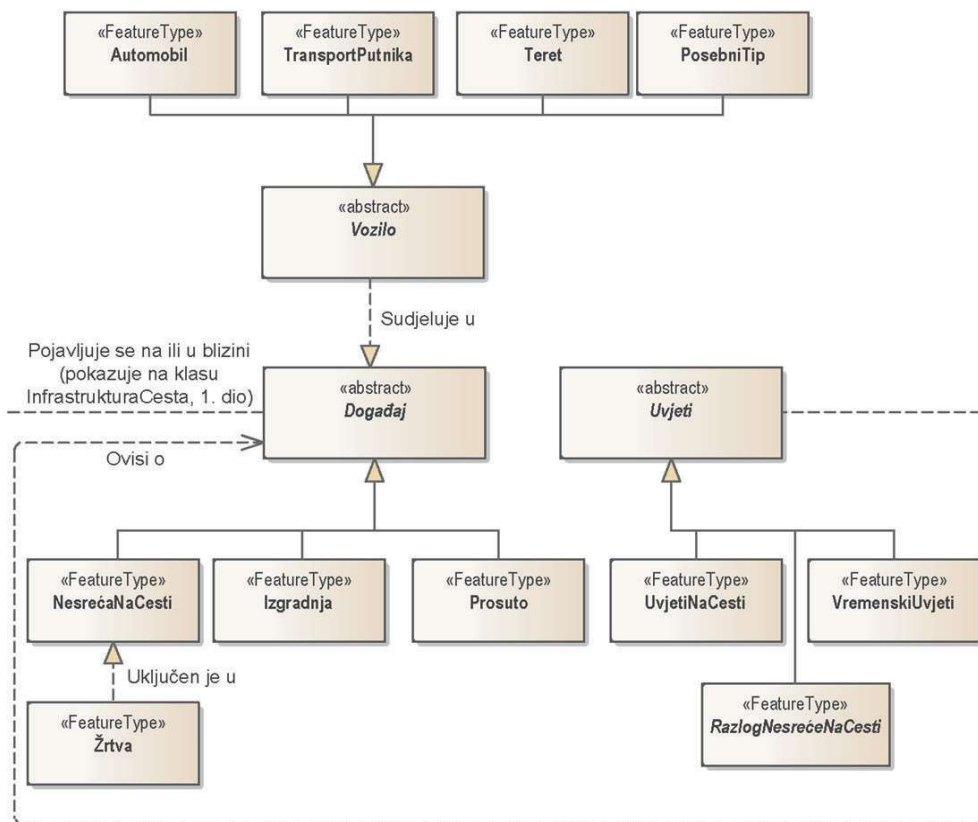 «FeatureType»
Automobil
«FeatureType»
TransportPutnika
«FeatureType»
Teret
«FeatureType»
PosebniTip
«abstract»
Vozilo
Sudjeluje u
Pojavljuje se na ili u blizini
(pokazuje na klasu
InfrastrukturaCesta, 1. dio)
«abstract»
Događaj
«abstract»
Uvjeti
Ovisi o
«FeatureType»
NesrećaNaCesti
«FeatureType»
Izgradnja
«FeatureType»
Prosuto
«FeatureType»
UvjetiNaCesti
«FeatureType»
VremenskiUvjeti
Uključen je u
«FeatureType»
Žrtva
«FeatureType»
RazlogNesrećeNaCesti